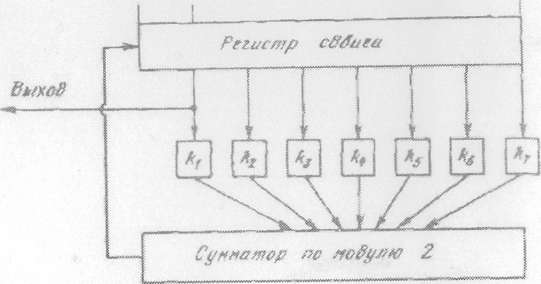 Регистр сдвига
Выход
k1 k2 k3 k4 k5 k6 k7
Сумматор по модулю 2